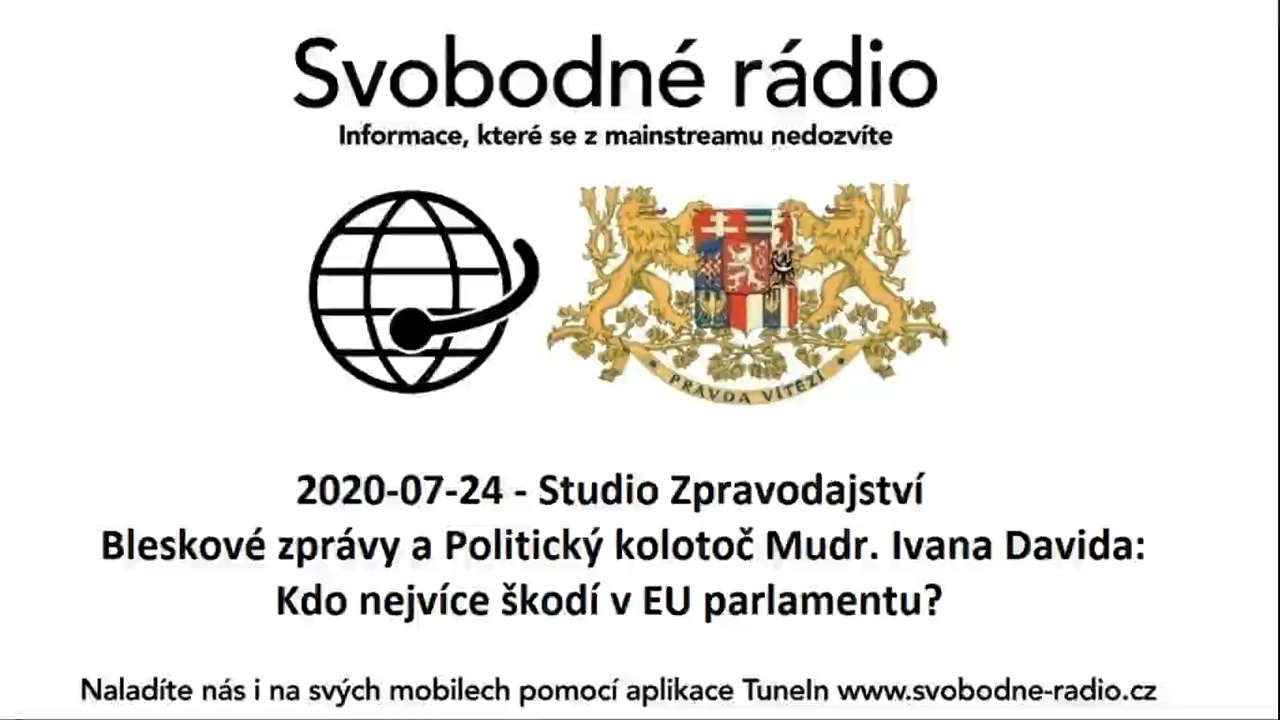 Svobodné rádio
Informace, které se z mainstreamu nedozvíte
PRAVDA VÍTĚZÍ
2020-07-24 - Studio Zpravodajství
Bleskové zprávy a Politický kolotoč Mudr. Ivana Davida:
Kdo nejvíce škodí v EU parlamentu?
Naladíte nás i na svých mobilech pomocí aplikace TuneIn www.svobodne-radio.cz